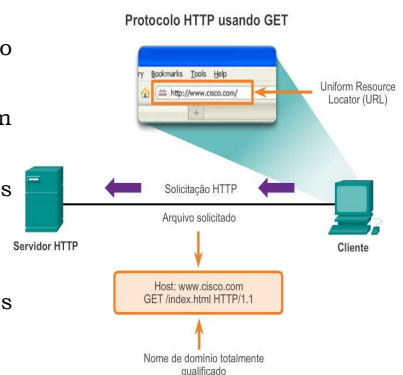 Protocolo HTTP usando GET
o
m
s
s
ry Bookmarks Tools Help
http://www.cisco.com/
Uniform Resource
Locator (URL)
Solicitação HTTP
Arquivo solicitado
Servidor HTTP
Cliente
Host: www.cisco.com
GET /index.html HTTP/1.1
Nome de domínio totalmente
qualificado